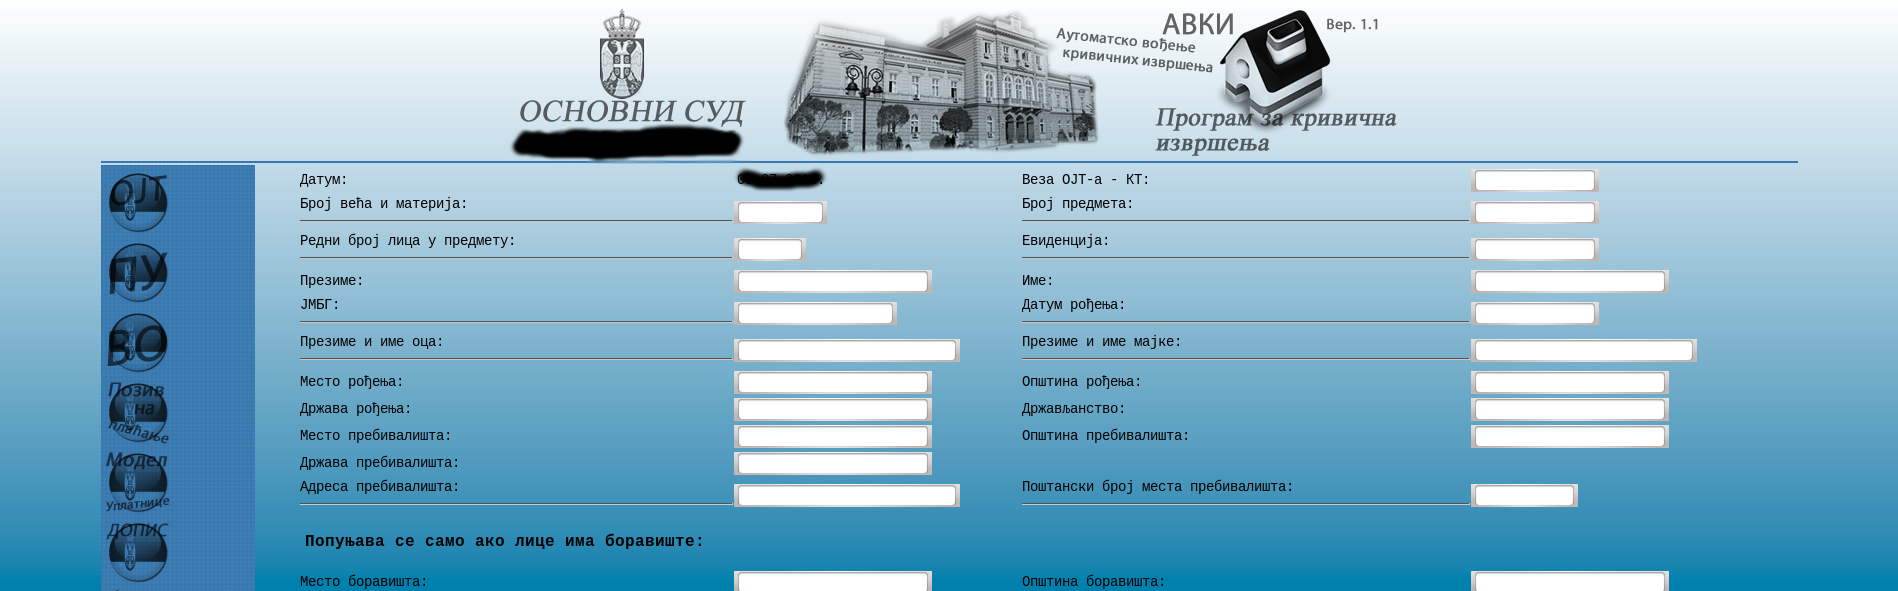 ОСНОВНИ СУД
АВКИ
Вер. 1.1
Аутоматско вођење
кривичних извршења
Програм за кривична
извршења
ОЈТ
ПУ
ВО
Позив
на
плаћање
Модел
Уплатнице
ДОПИС
Датум:
Веза ОЈТ-а - КТ:
Број већа и материја:
Број предмета:
Редни број лица у предмету:
Евиденција:
Презиме:
Име:
ЈМБГ:
Датум рођења:
Презиме и име оца:
Презиме и име мајке:
Место рођења:
Општина рођења:
Држава рођења:
Држављанство:
Место пребивалишта:
Општина пребивалишта:
Држава пребивалишта:
Адреса пребивалишта:
Поштански број места пребивалишта:
Попуњава се само ако лице има боравиште:
Место боравишта:
Општина боравишта: